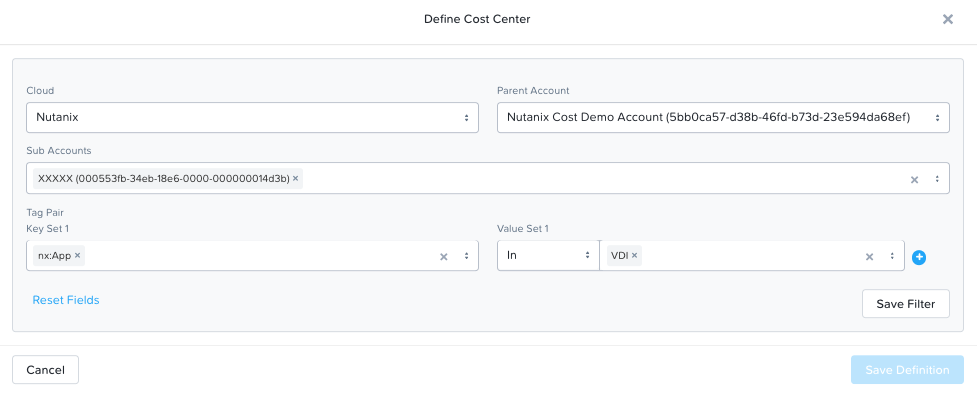 Define Cost Center
Cloud
Parent Account
Nutanix
Nutanix Cost Demo Account (5bb0ca57-d38b-46fd-b73d-23e594da68ef)
Sub Accounts
XXXXX (000553fb-34eb-18e6-0000-000000014d3b)
Tag Pair
Key Set 1
Value Set 1
nx:App
In
VDI
Reset Fields
Save Filter
Cancel
Save Definition